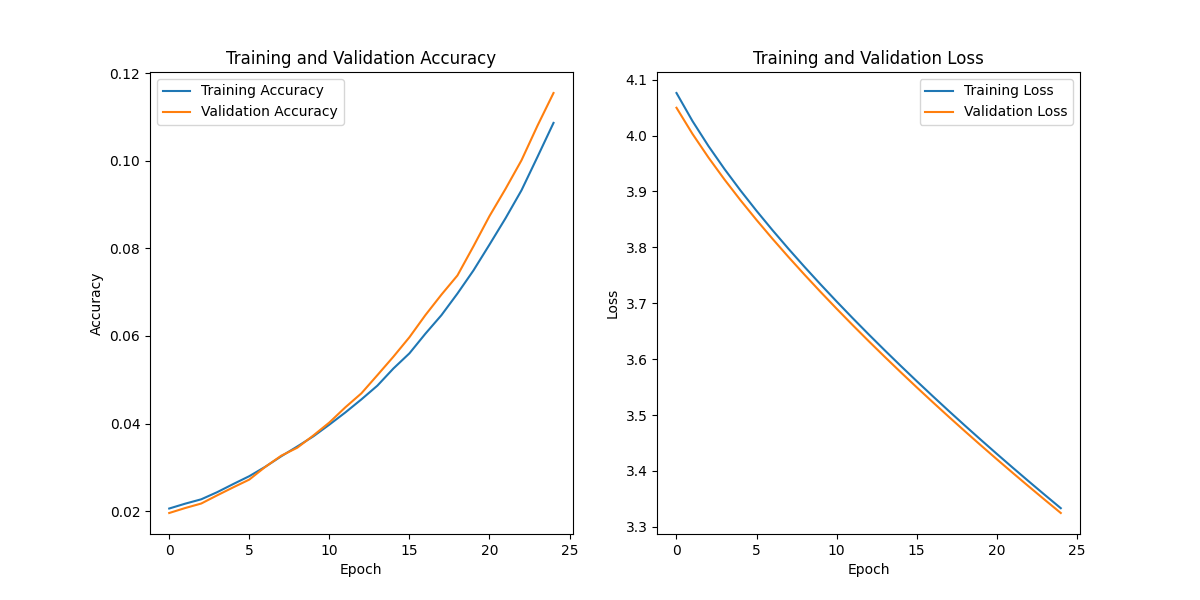 Training and Validation Accuracy
Training Accuracy
Validation Accuracy
0.12
0.10
0.08
0.06
0.04
0.02
Accuracy
0 5 10 15 20 25
Epoch
Training and Validation Loss
Training Loss
Validation Loss
4.1
4.0
3.9
3.8
3.7
3.6
3.5
3.4
3.3
Loss
0 5 10 15 20 25
Epoch